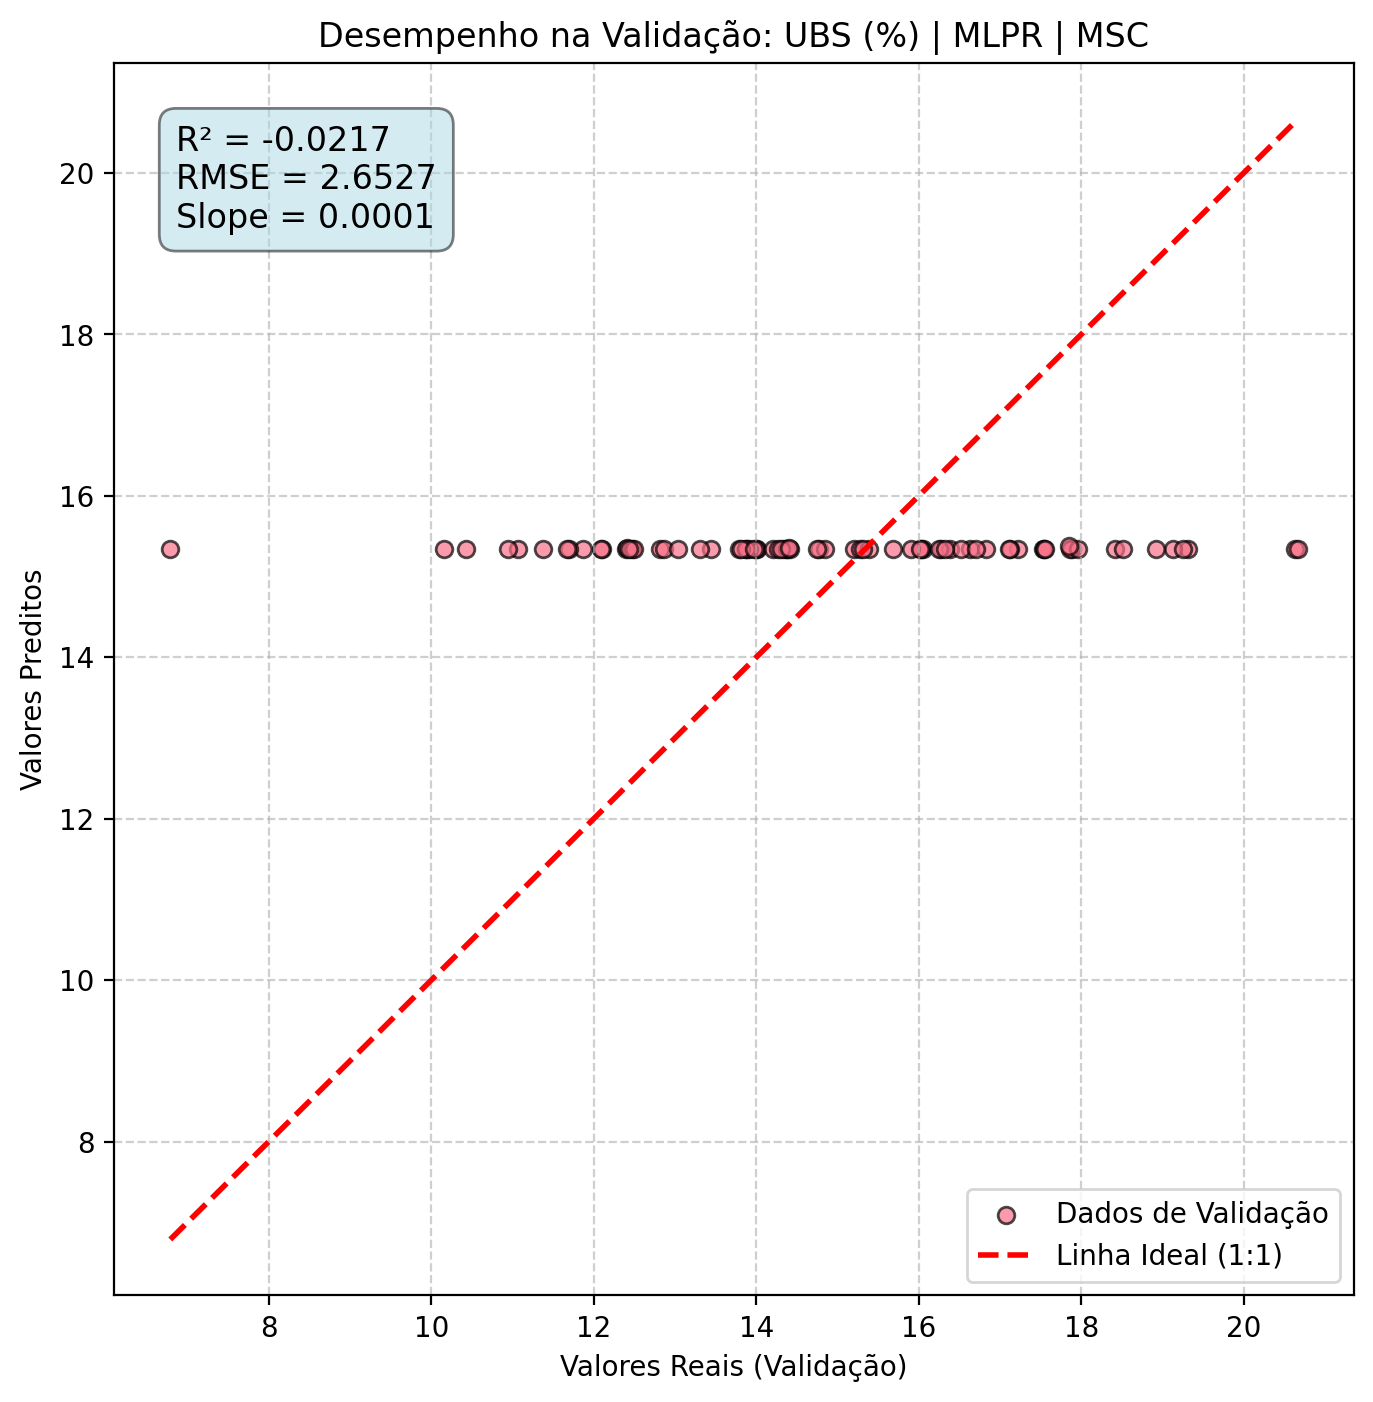 Desempenho na Validação: UBS (%) | MLPR | MSC
R² = -0.0217
RMSE = 2.6527
Slope = 0.0001
20
18
16
14
12
10
8
Valores Preditos
Dados de Validação
Linha Ideal (1:1)
8 10 12 14 16 18 20
Valores Reais (Validação)